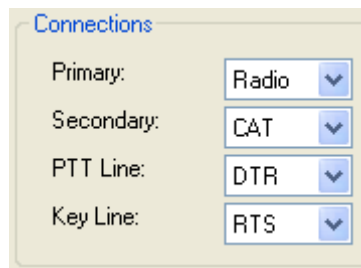 Connections
Primary: Radio
Secondary: CAT
PTT Line: DTR
Key Line: RTS